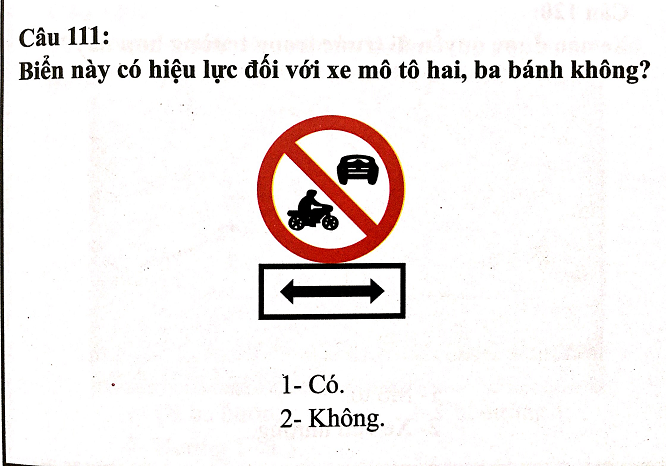 Câu 111:
Biển này có hiệu lực đối với xe mô tô hai, ba bánh không?
1- Có.
2- Không.